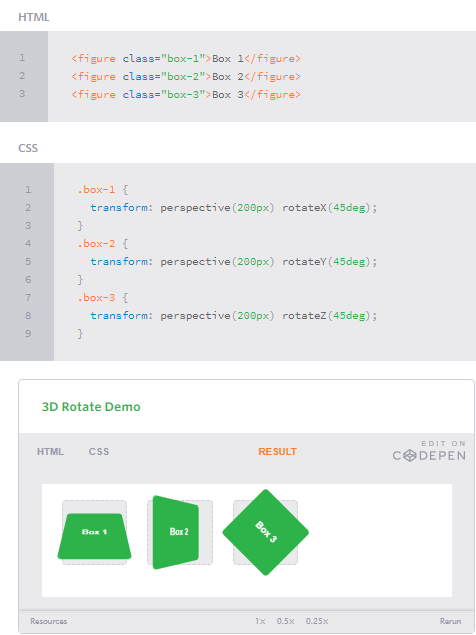 HTML
1 <figure class="box-1">Box 1</figure>
2 <figure class="box-2">Box 2</figure>
3 <figure class="box-3">Box 3</figure>
CSS
1 .box-1 {
2 transform: perspective(200px) rotateX(45deg);
3 }
4 .box-2 {
5 transform: perspective(200px) rotateY(45deg);
6 }
7 .box-3 {
8 transform: perspective(200px) rotateZ(45deg);
9 }
3D Rotate Demo
HTML CSS RESULT EDIT ON
CODEPEN
Box 1 Box 2 Box 3
Resources 1x 0.5x 0.25x Rerun